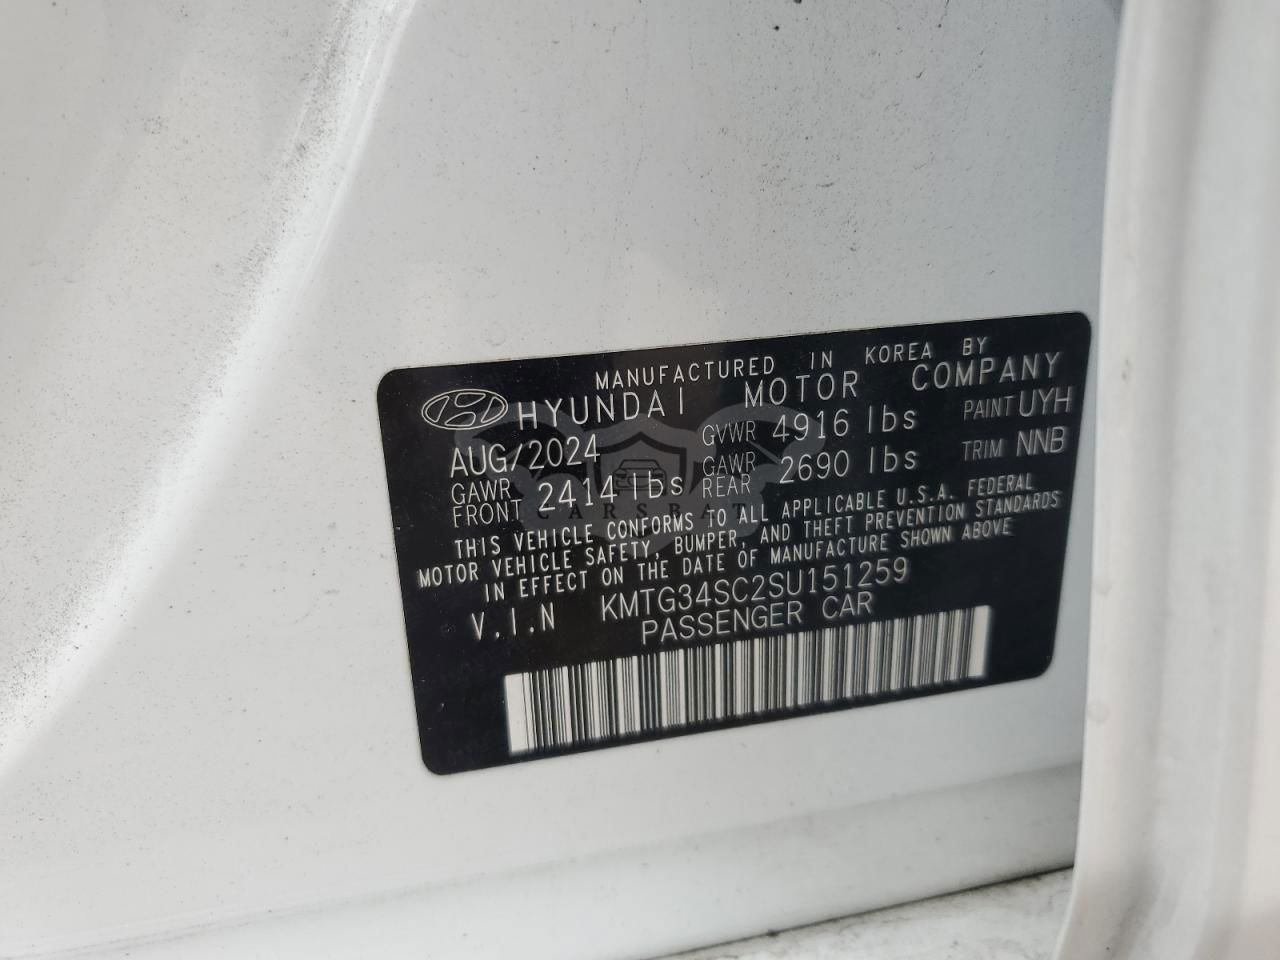 MANUFACTURED IN KOREA BY
HYUNDAI MOTOR COMPANY
AUG/2024 GVWR 4916 lbs PAINT UYH
GAWR FRONT 2414 lbs GAWR REAR 2690 lbs TRIM NNB
CARSBAT
THIS VEHICLE CONFORMS TO ALL APPLICABLE U.S.A. FEDERAL
MOTOR VEHICLE SAFETY, BUMPER, AND THEFT PREVENTION STANDARDS
IN EFFECT ON THE DATE OF MANUFACTURE SHOWN ABOVE
V.I.N KMTG34SC2SU151259
PASSENGER CAR